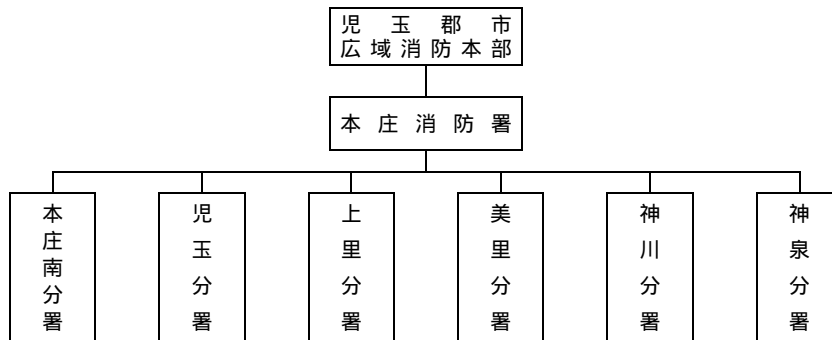 児玉郡市
広域消防本部
本庄消防署
本庄南分署
児玉分署
上里分署
美里分署
神川分署
神泉分署